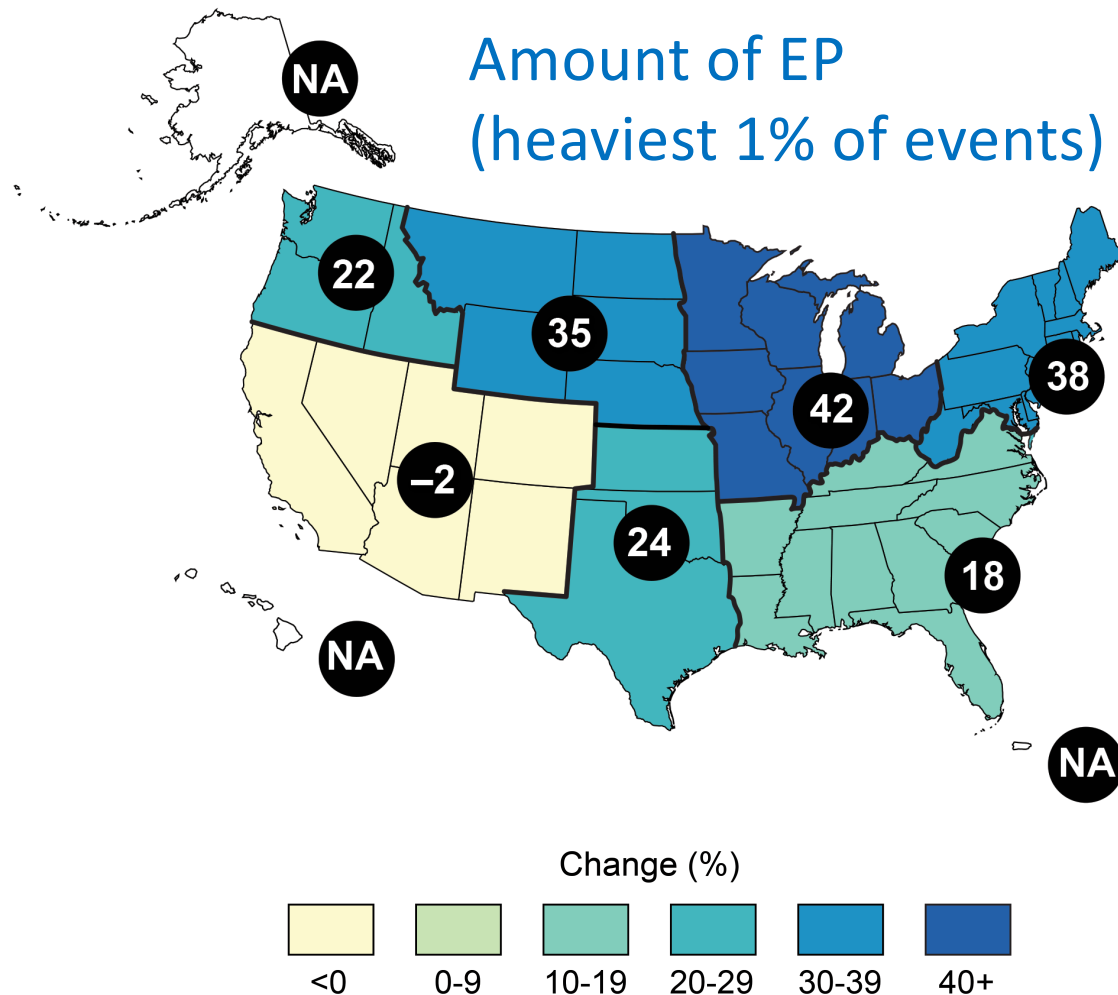 Amount of EP
(heaviest 1% of events)
NA
22
35
42
38
–2
24
18
NA
NA
Change (%)
<0 0-9 10-19 20-29 30-39 40+